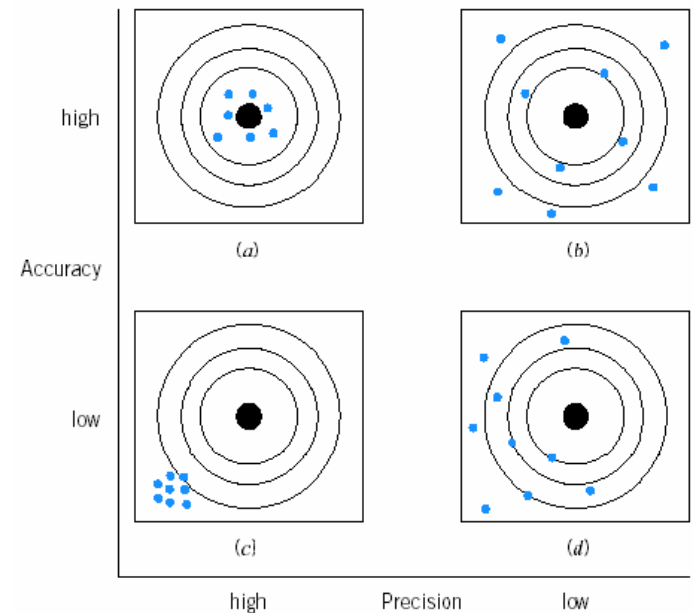 high
(a)
(b)
Accuracy
low
(c)
(d)
high Precision low